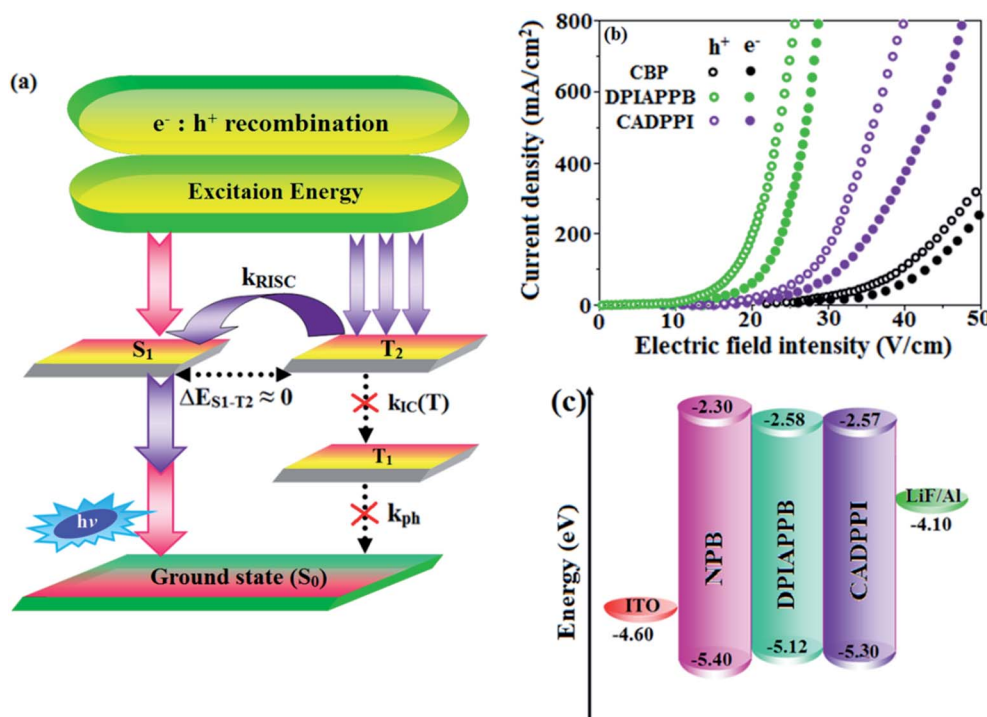 (a)
e⁻ : h⁺ recombination
Excitaion Energy
k_RISC
S₁
T₂
ΔE_S1-T2 ≈ 0
k_IC(T)
T₁
hν
k_ph
Ground state (S₀)
(b)
h⁺ e⁻
CBP
DPIAPPB
CADPPI
Current density (mA/cm²)
800
600
400
200
0
0 10 20 30 40 50
Electric field intensity (V/cm)
(c)
Energy (eV)
-2.30 -2.58 -2.57
NPB
DPIAPPB
CADPPI
LiF/Al
-4.10
ITO
-4.60
-5.40 -5.12 -5.30